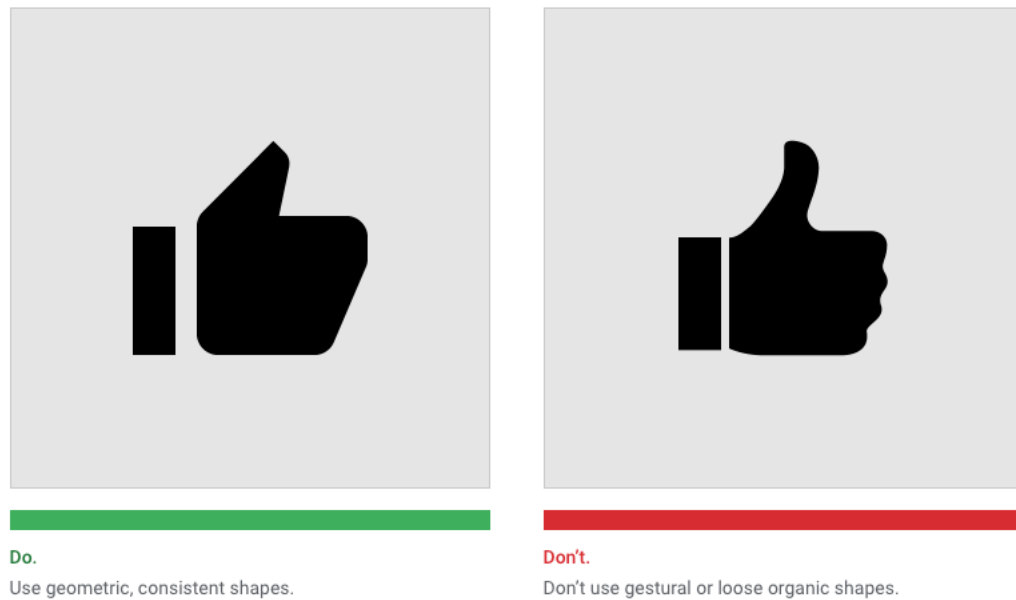 Do.
Use geometric, consistent shapes.
Don’t.
Don’t use gestural or loose organic shapes.